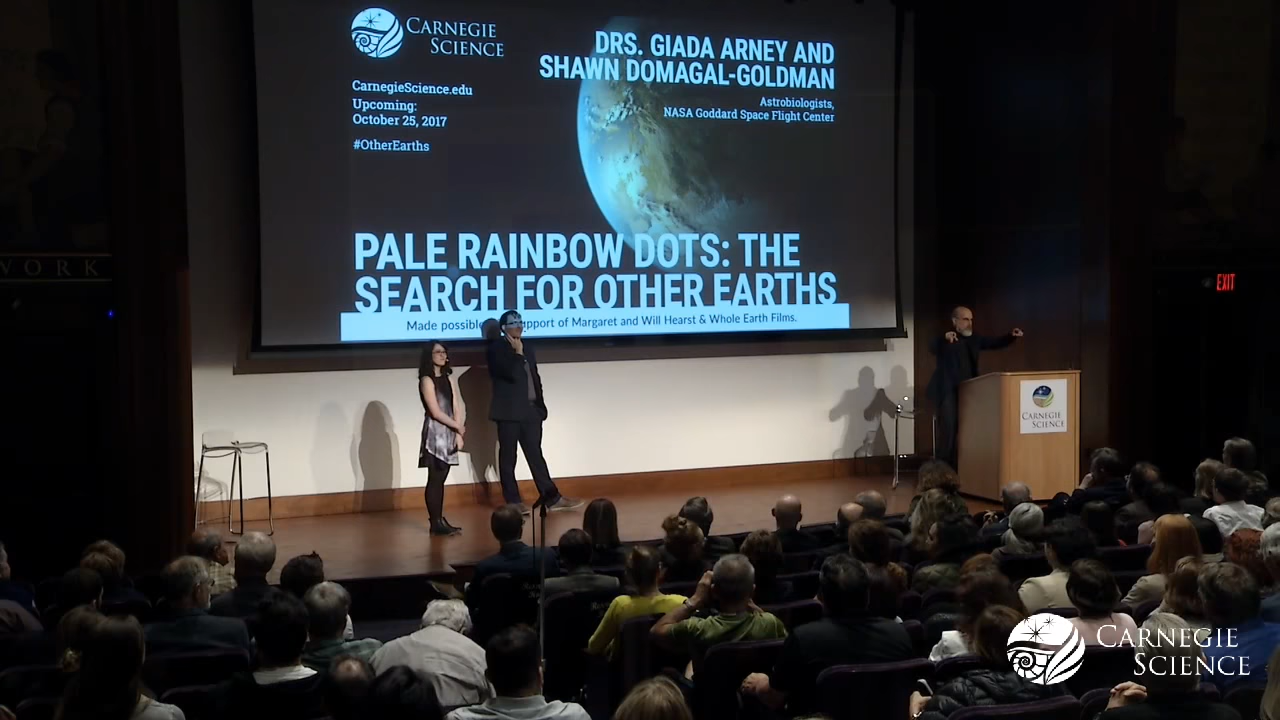 CARNEGIE
SCIENCE
DRS. GIADA ARNEY AND
SHAWN DOMAGAL-GOLDMAN
CarnegieScience.edu
Upcoming:
October 25, 2017
#OtherEarths
Astrobiologists,
NASA Goddard Space Flight Center
PALE RAINBOW DOTS: THE
SEARCH FOR OTHER EARTHS
Made possible support of Margaret and Will Hearst & Whole Earth Films.
WORK
EXIT
CARNEGIE
SCIENCE
CARNEGIE
SCIENCE